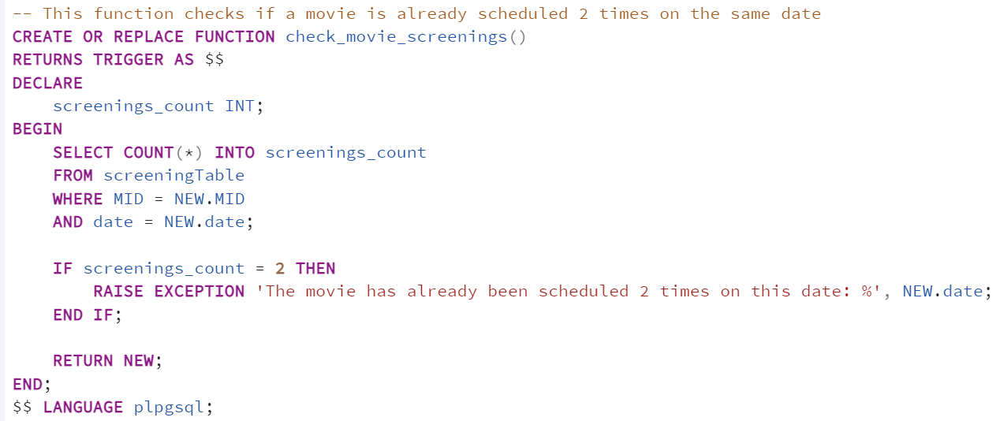 -- This function checks if a movie is already scheduled 2 times on the same date
CREATE OR REPLACE FUNCTION check_movie_screenings()
RETURNS TRIGGER AS $$
DECLARE
    screenings_count INT;
BEGIN
    SELECT COUNT(*) INTO screenings_count
    FROM screeningTable
    WHERE MID = NEW.MID
    AND date = NEW.date;

    IF screenings_count = 2 THEN
        RAISE EXCEPTION 'The movie has already been scheduled 2 times on this date: %', NEW.date;
    END IF;

    RETURN NEW;
END;
$$ LANGUAGE plpgsql;